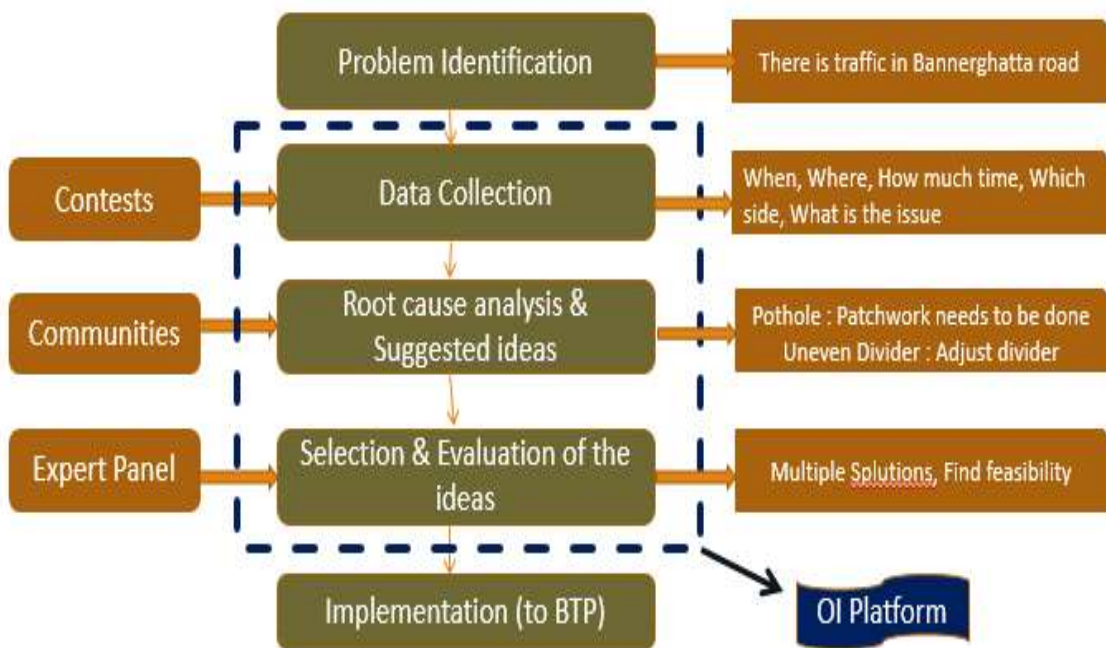 Problem Identification
There is traffic in Bannerghatta road
Contests
Data Collection
When, Where, How much time, Which
side, What is the issue
Communities
Root cause analysis &
Suggested ideas
Pothole : Patchwork needs to be done
Uneven Divider : Adjust divider
Expert Panel
Selection & Evaluation of the
ideas
Multiple Splutions, Find feasibility
Implementation (to BTP)
OI Platform